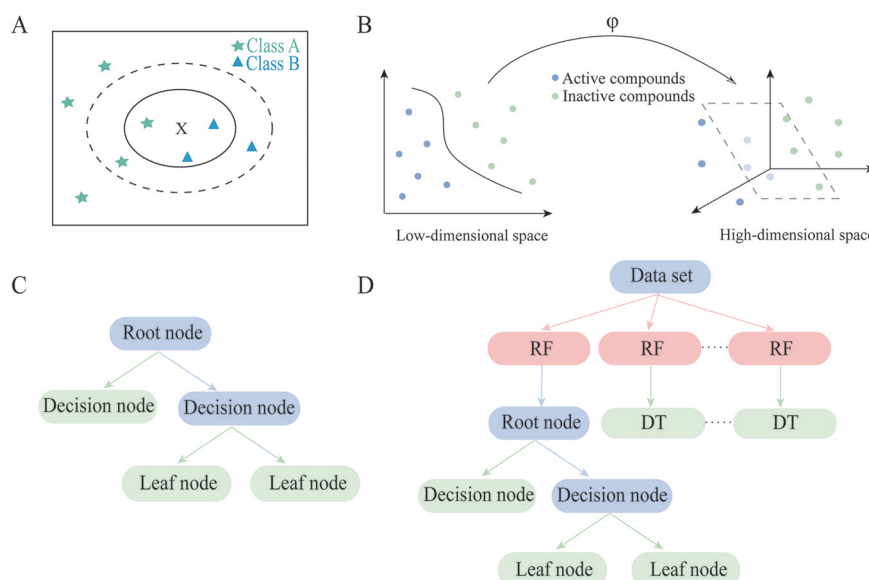 A
Class A
Class B
X
B
φ
Active compounds
Inactive compounds
Low-dimensional space
High-dimensional space
C
Root node
Decision node
Decision node
Leaf node
Leaf node
D
Data set
RF
RF
RF
Root node
DT
DT
Decision node
Decision node
Leaf node
Leaf node